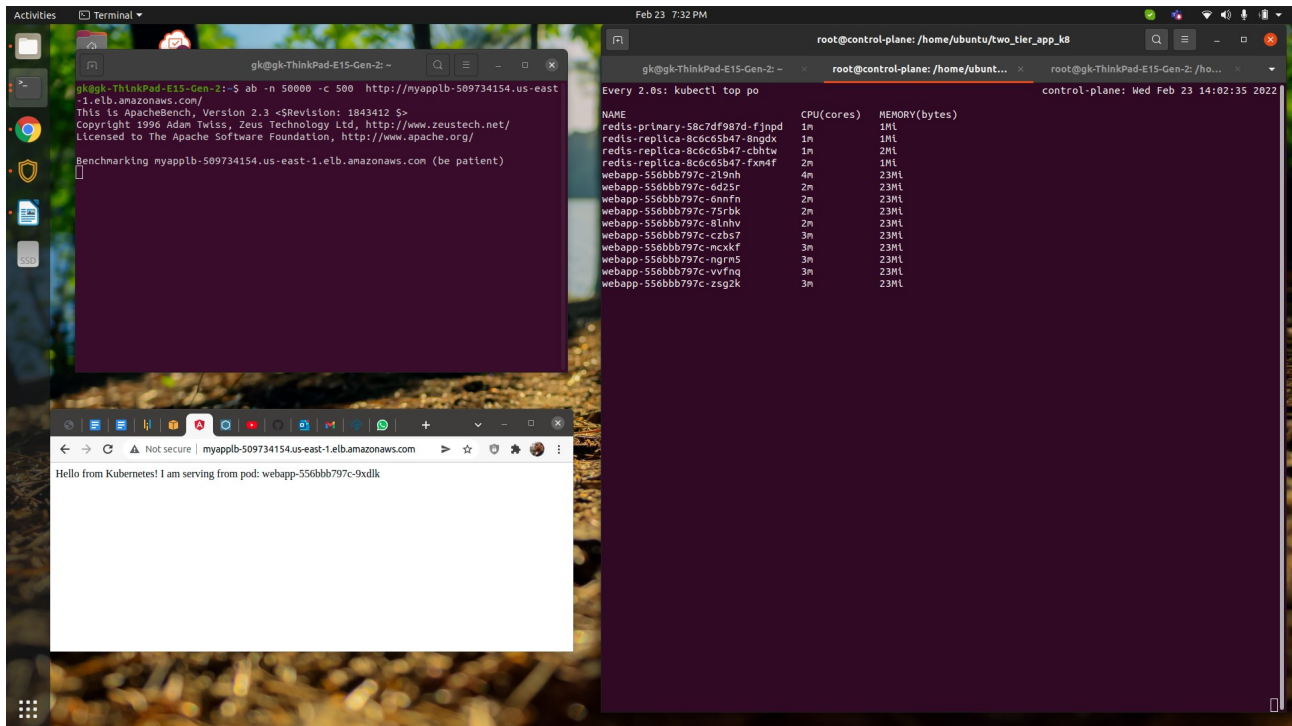 Activities Terminal Feb 23 7:32 PM
gk@gk-ThinkPad-E15-Gen-2: ~
gk@gk-ThinkPad-E15-Gen-2:~$ ab -n 50000 -c 500 http://myapplb-509734154.us-east
-1.elb.amazonaws.com/
This is ApacheBench, Version 2.3 <$Revision: 1843412 $>
Copyright 1996 Adam Twiss, Zeus Technology Ltd, http://www.zeustech.net/
Licensed to The Apache Software Foundation, http://www.apache.org/
Benchmarking myapplb-509734154.us-east-1.elb.amazonaws.com (be patient)
SSD
Not secure | myapplb-509734154.us-east-1.elb.amazonaws.com
Hello from Kubernetes! I am serving from pod: webapp-556bbb797c-9xdlk
root@control-plane: /home/ubuntu/two_tier_app_k8
gk@gk-ThinkPad-E15-Gen-2: ~ root@control-plane: /home/ubunt... root@gk-ThinkPad-E15-Gen-2: /ho...
Every 2.0s: kubectl top po control-plane: Wed Feb 23 14:02:35 2022
NAME CPU(cores) MEMORY(bytes)
redis-primary-58c7df987d-fjnpd 1m 1Mi
redis-replica-8c6c65b47-8ngdx 1m 1Mi
redis-replica-8c6c65b47-cbhtw 1m 2Mi
redis-replica-8c6c65b47-fxm4f 2m 1Mi
webapp-556bbb797c-2l9nh 4m 23Mi
webapp-556bbb797c-6d25r 2m 23Mi
webapp-556bbb797c-6nnfn 2m 23Mi
webapp-556bbb797c-75rbk 2m 23Mi
webapp-556bbb797c-8lnhv 2m 23Mi
webapp-556bbb797c-czbs7 3m 23Mi
webapp-556bbb797c-mcxkf 3m 23Mi
webapp-556bbb797c-ngrm5 3m 23Mi
webapp-556bbb797c-vvfnq 3m 23Mi
webapp-556bbb797c-zsg2k 3m 23Mi